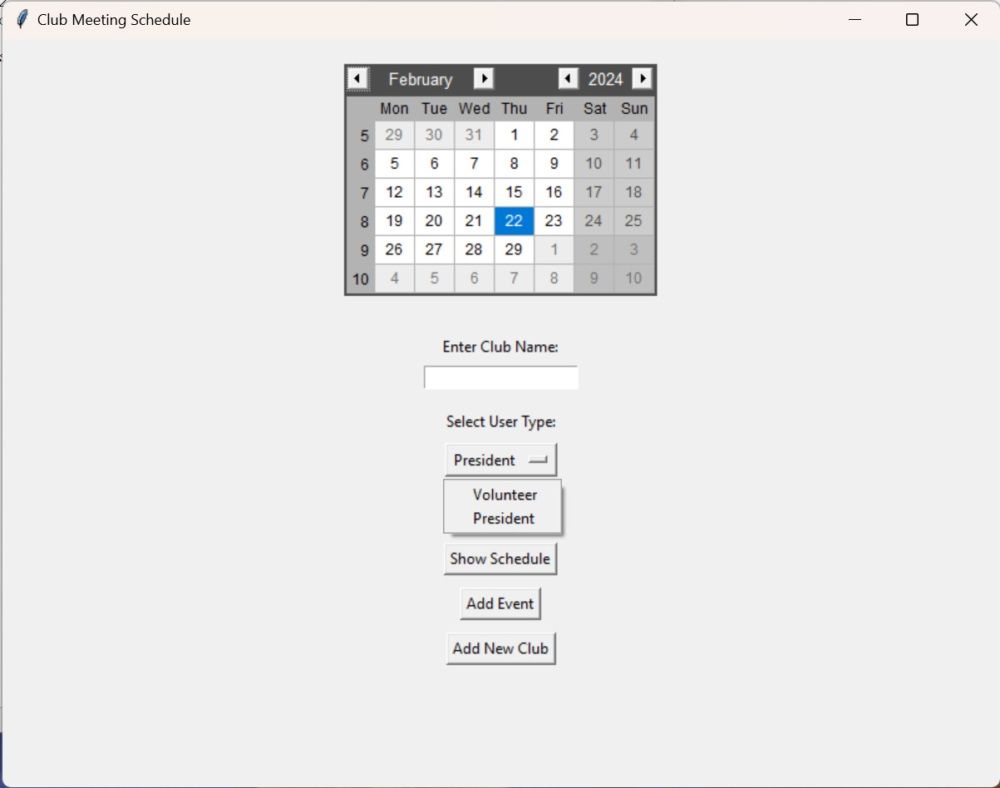 Club Meeting Schedule
February 2024
Mon Tue Wed Thu Fri Sat Sun
5 29 30 31 1 2 3 4
6 5 6 7 8 9 10 11
7 12 13 14 15 16 17 18
8 19 20 21 22 23 24 25
9 26 27 28 29 1 2 3
10 4 5 6 7 8 9 10
Enter Club Name:
Select User Type:
President
Volunteer
President
Show Schedule
Add Event
Add New Club